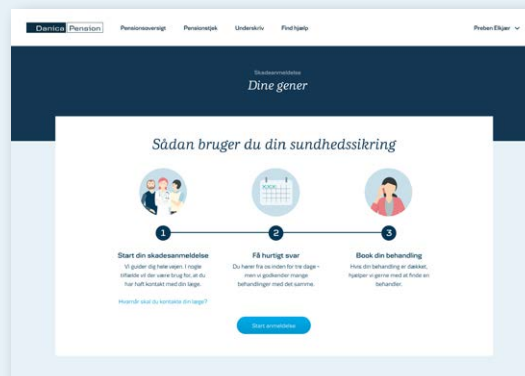 Danica Pension Pensionsoversigt Pensionstjek Underskriv Find hjælp Preben Elkjær
Skadesanmeldelse
Dine gener
Sådan bruger du din sundhedssikring
1 2 3
Start din skadesanmeldelse
Vi guider dig hele vejen. I nogle
tilfælde vil der være brug for, at du
har haft kontakt med din læge.
Hvornår skal du kontakte din læge?
Få hurtigt svar
Du hører fra os inden for tre dage –
men vi godkender mange
behandlinger med det samme.
Book din behandling
Hvis din behandling er dækket,
hjælper vi gerne med at finde en
behandler.
Start anmeldelse